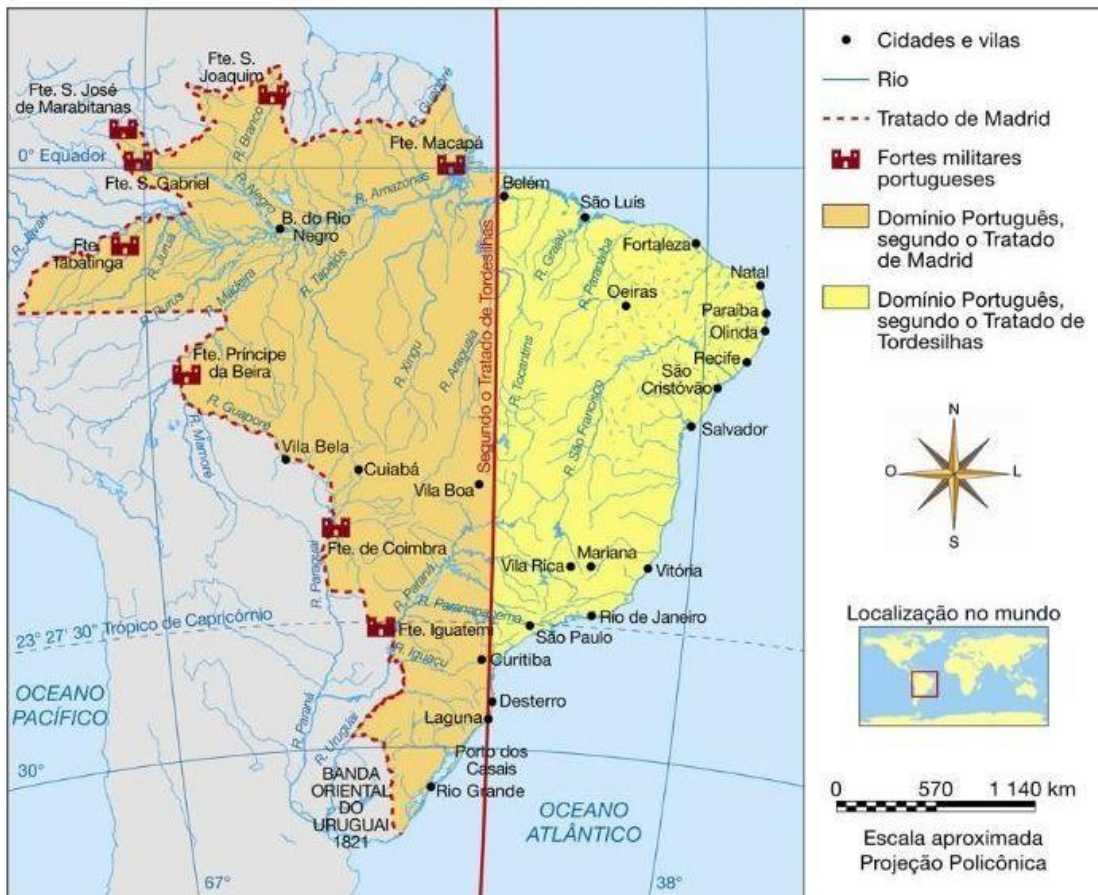 Fte. S.
Joaquim
Fte. S. José
de Marabitanas
R. Branco
R. Guaporé
0° Equador
Fte. Macapá
Fte. S. Gabriel
R. Negro
R. Amazonas
Belém
São Luís
B. do Rio
Negro
R. Javari
Fte.
Tabatinga
R. Juruá
R. Purus
R. Madeira
R. Tapajós
R. Xingu
R. Araguaia
Segundo o Tratado de Tordesilhas
R. Tocantins
R. Grajaú
R. Paranaíba
Fortaleza
Natal
Oeiras
Paraíba
Olinda
Recife
São
Cristóvão
Salvador
R. São Francisco
Fte. Príncipe
da Beira
R. Guaporé
R. Mamoré
Vila Bela
Cuiabá
Vila Boa
Fte. de Coimbra
R. Paraguai
Vila Rica
Mariana
Vitória
R. Paraná
R. Paranapanema
Rio de Janeiro
São Paulo
23° 27' 30" Trópico de Capricórnio
Fte. Iguatemi
R. Iguaçu
Curitiba
OCEANO
PACÍFICO
Desterro
Laguna
R. Paraná
R. Uruguai
30°
Porto dos
Casais
Rio Grande
BANDA
ORIENTAL
DO
URUGUAI
1821
OCEANO
ATLÂNTICO
67°
38°
Cidades e vilas
Rio
Tratado de Madrid
Fortes militares
portugueses
Domínio Português,
segundo o Tratado
de Madrid
Domínio Português,
segundo o Tratado de
Tordesilhas
N
O
L
S
Localização no mundo
0 570 1 140 km
Escala aproximada
Projeção Policônica